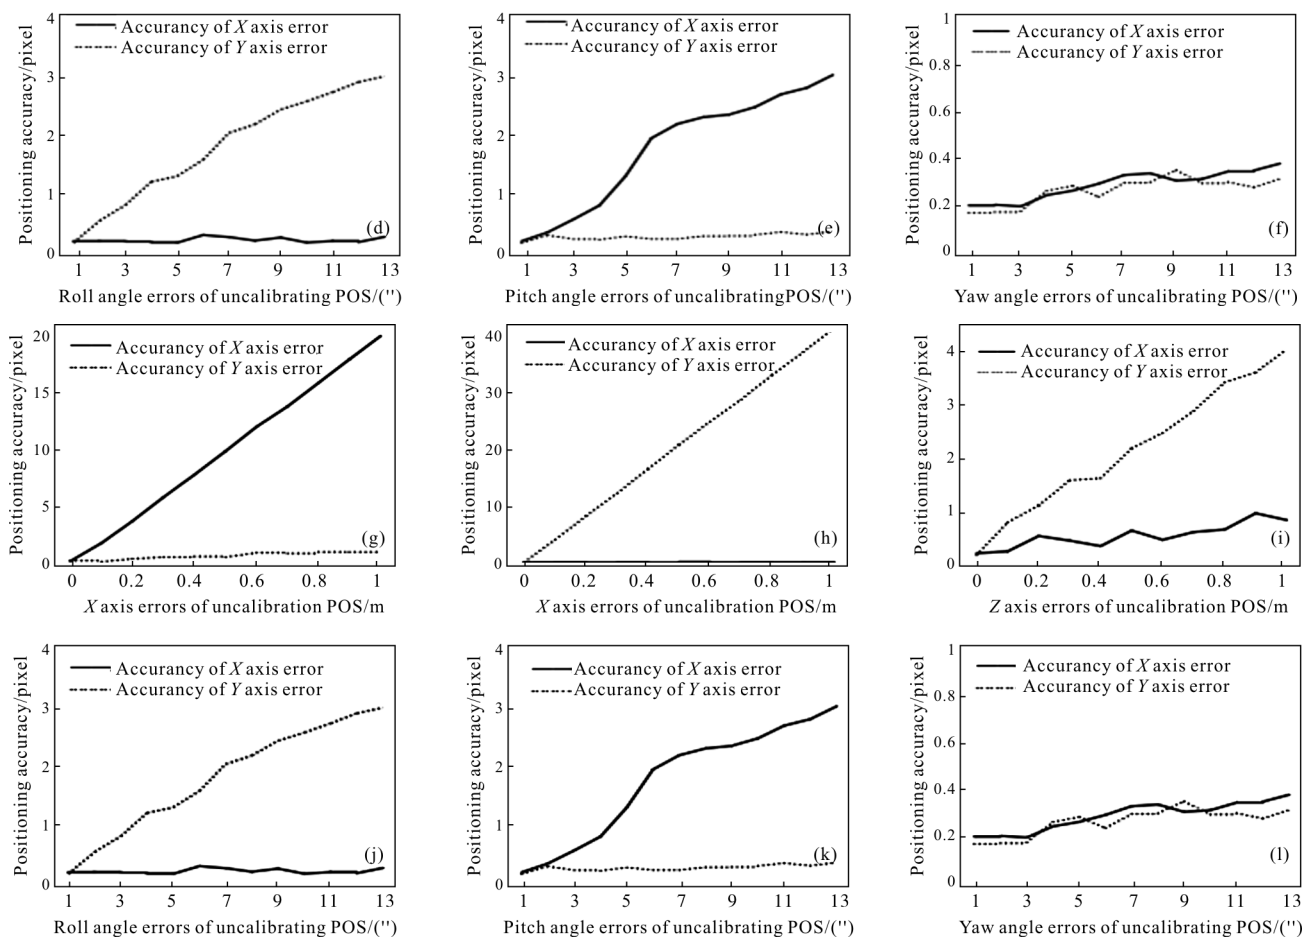 4
3
2
1
0
Positioning accuracy/pixel
Accurancy of X axis error
Accurancy of Y axis error
(d)
1 3 5 7 9 11 13
Roll angle errors of uncalibrating POS/('')
4
3
2
1
0
Positioning accuracy/pixel
Accurancy of X axis error
Accurancy of Y axis error
(e)
1 3 5 7 9 11 13
Pitch angle errors of uncalibratingPOS/('')
1
0.8
0.6
0.4
0.2
0
Positioning accuracy/pixel
Accurancy of X axis error
Accurancy of Y axis error
(f)
1 3 5 7 9 11 13
Yaw angle errors of uncalibrating POS/('')
20
15
10
5
0
Positioning accuracy/pixel
Accurancy of X axis error
Accurancy of Y axis error
(g)
0 0.2 0.4 0.6 0.8 1
X axis errors of uncalibration POS/m
40
30
20
10
0
Positioning accuracy/pixel
Accurancy of X axis error
Accurancy of Y axis error
(h)
0 0.2 0.4 0.6 0.8 1
X axis errors of uncalibration POS/m
4
3
2
1
0
Positioning accuracy/pixel
Accurancy of X axis error
Accurancy of Y axis error
(i)
0 0.2 0.4 0.6 0.8 1
Z axis errors of uncalibration POS/m
4
3
2
1
0
Positioning accuracy/pixel
Accurancy of X axis error
Accurancy of Y axis error
(j)
1 3 5 7 9 11 13
Roll angle errors of uncalibrating POS/('')
4
3
2
1
0
Positioning accuracy/pixel
Accurancy of X axis error
Accurancy of Y axis error
(k)
1 3 5 7 9 11 13
Pitch angle errors of uncalibratingPOS/('')
1
0.8
0.6
0.4
0.2
0
Positioning accuracy/pixel
Accurancy of X axis error
Accurancy of Y axis error
(l)
1 3 5 7 9 11 13
Yaw angle errors of uncalibrating POS/('')